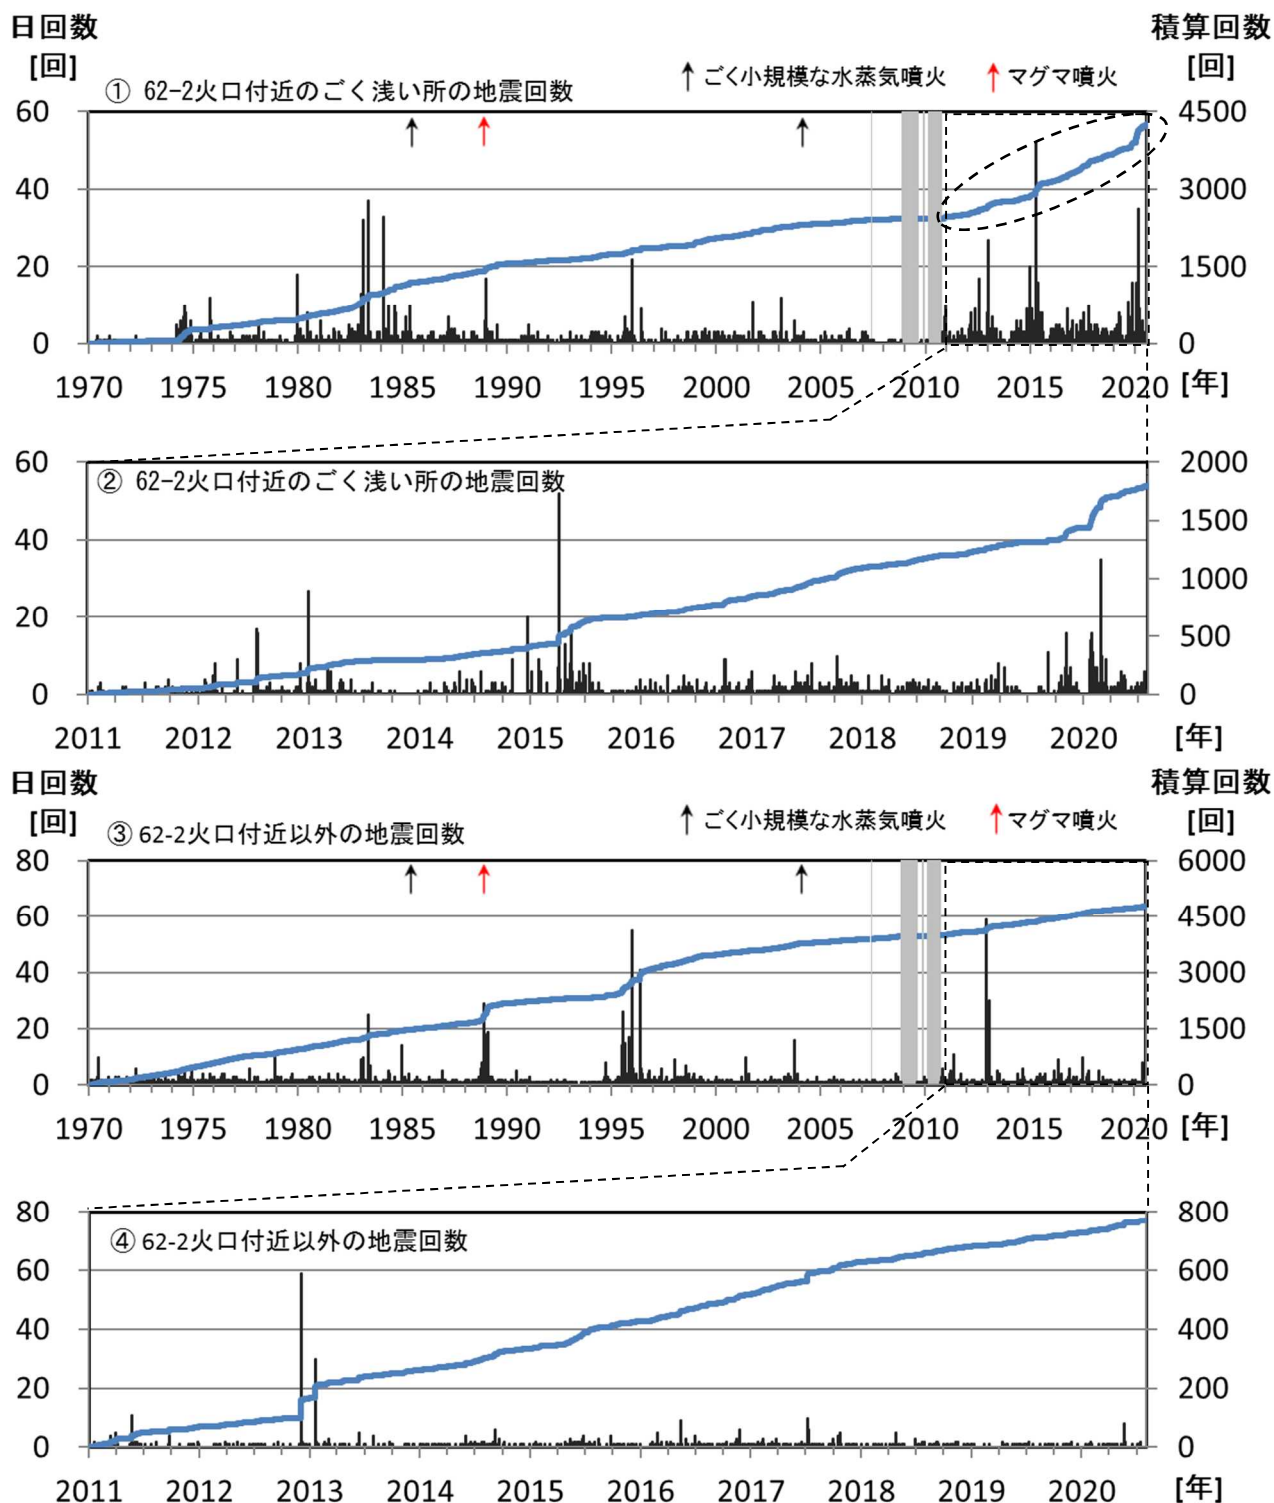 日回数
[回]
積算回数
[回]
① 62-2火口付近のごく浅い所の地震回数
ごく小規模な水蒸気噴火
マグマ噴火
60
40
20
0
4500
3000
1500
0
1970 1975 1980 1985 1990 1995 2000 2005 2010 2015 2020 [年]
② 62-2火口付近のごく浅い所の地震回数
60
40
20
0
2000
1500
1000
500
0
2011 2012 2013 2014 2015 2016 2017 2018 2019 2020 [年]
日回数
[回]
積算回数
[回]
③ 62-2火口付近以外の地震回数
ごく小規模な水蒸気噴火
マグマ噴火
80
60
40
20
0
6000
4500
3000
1500
0
1970 1975 1980 1985 1990 1995 2000 2005 2010 2015 2020 [年]
④ 62-2火口付近以外の地震回数
80
60
40
20
0
800
600
400
200
0
2011 2012 2013 2014 2015 2016 2017 2018 2019 2020 [年]